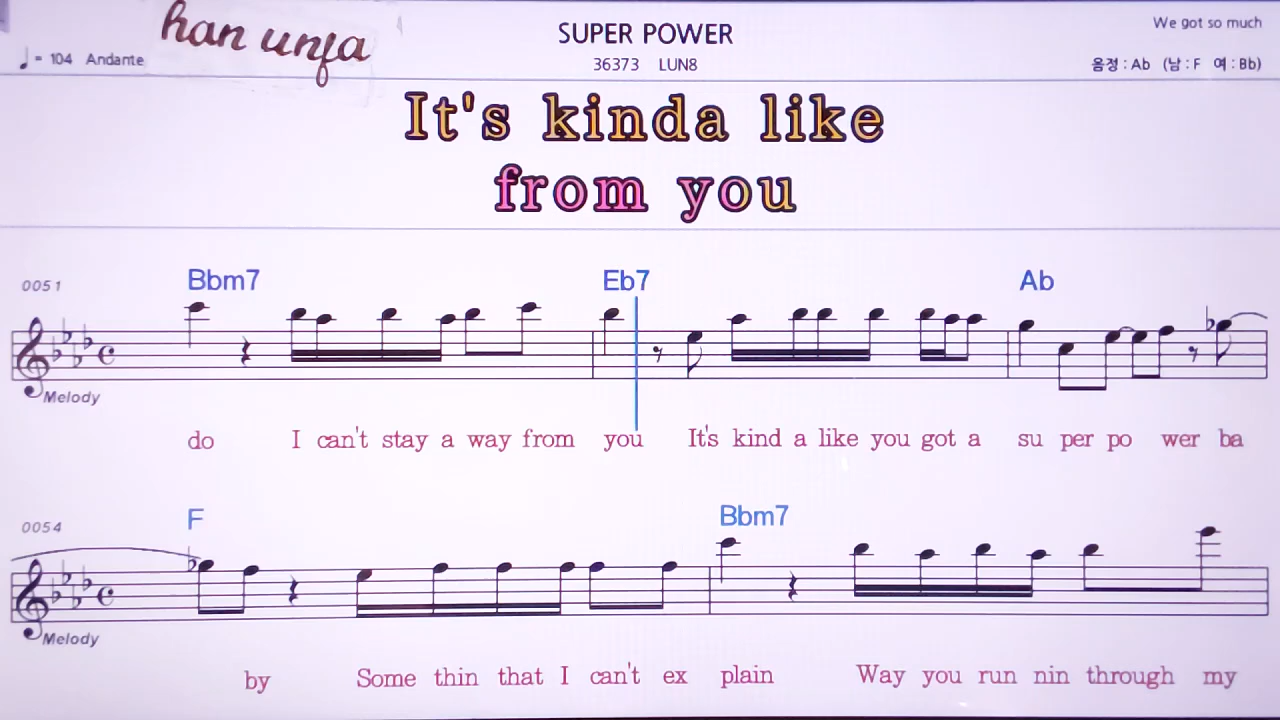 han unja
SUPER POWER
We got so much
= 104 Andante
36373 LUN8
음정 : Ab (남 : F 여 : Bb)
It's kinda like
from you
0051
Bbm7 Eb7 Ab
Melody
do I can't stay a way from you It's kind a like you got a su per po wer ba
0054
F Bbm7
Melody
by Some thin that I can't ex plain Way you run nin through my